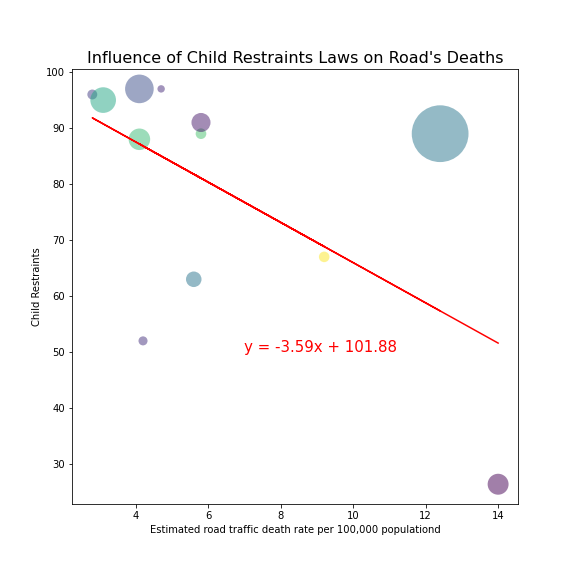 Influence of Child Restraints Laws on Road's Deaths
100
90
80
70
60
50
40
30
Child Restraints
y = -3.59x + 101.88
4 6 8 10 12 14
Estimated road traffic death rate per 100,000 populationd